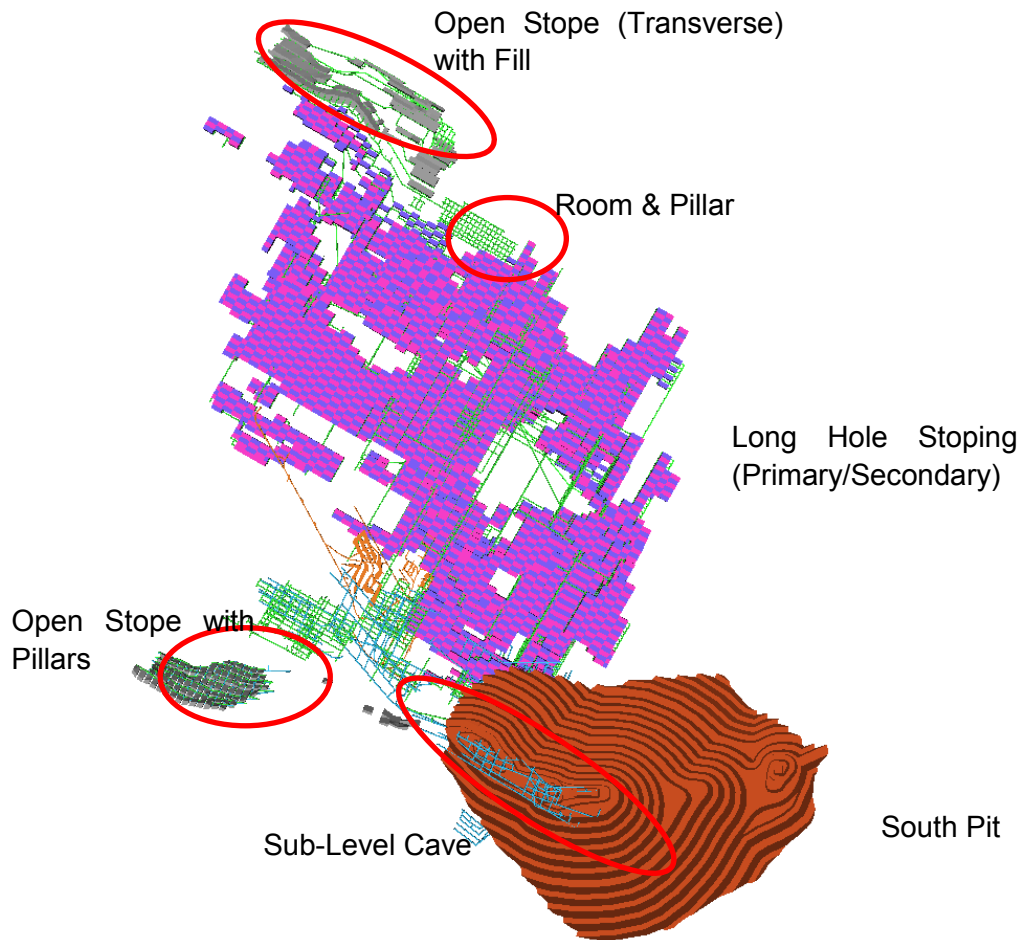 Open Stope (Transverse)
with Fill
Room & Pillar
Long Hole Stoping
(Primary/Secondary)
Open Stope with
Pillars
Sub-Level Cave
South Pit